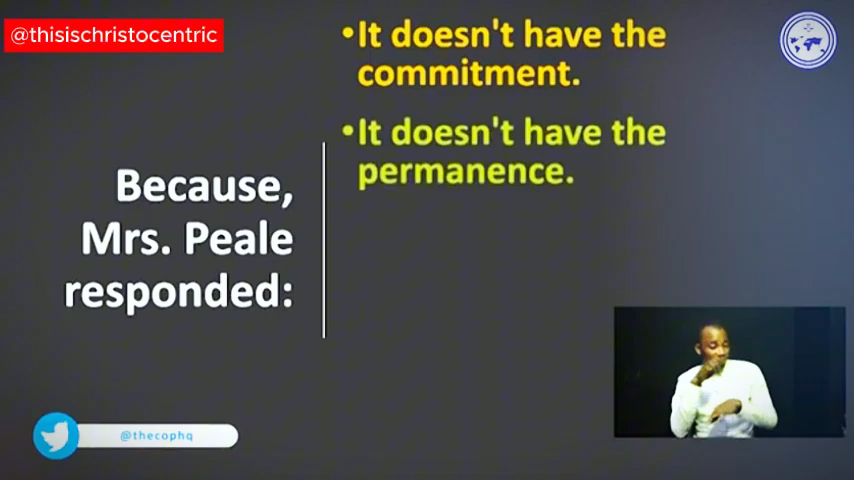 @thisischristocentric
•It doesn't have the
commitment.
•It doesn't have the
permanence.
Because,
Mrs. Peale
responded:
@thecophq